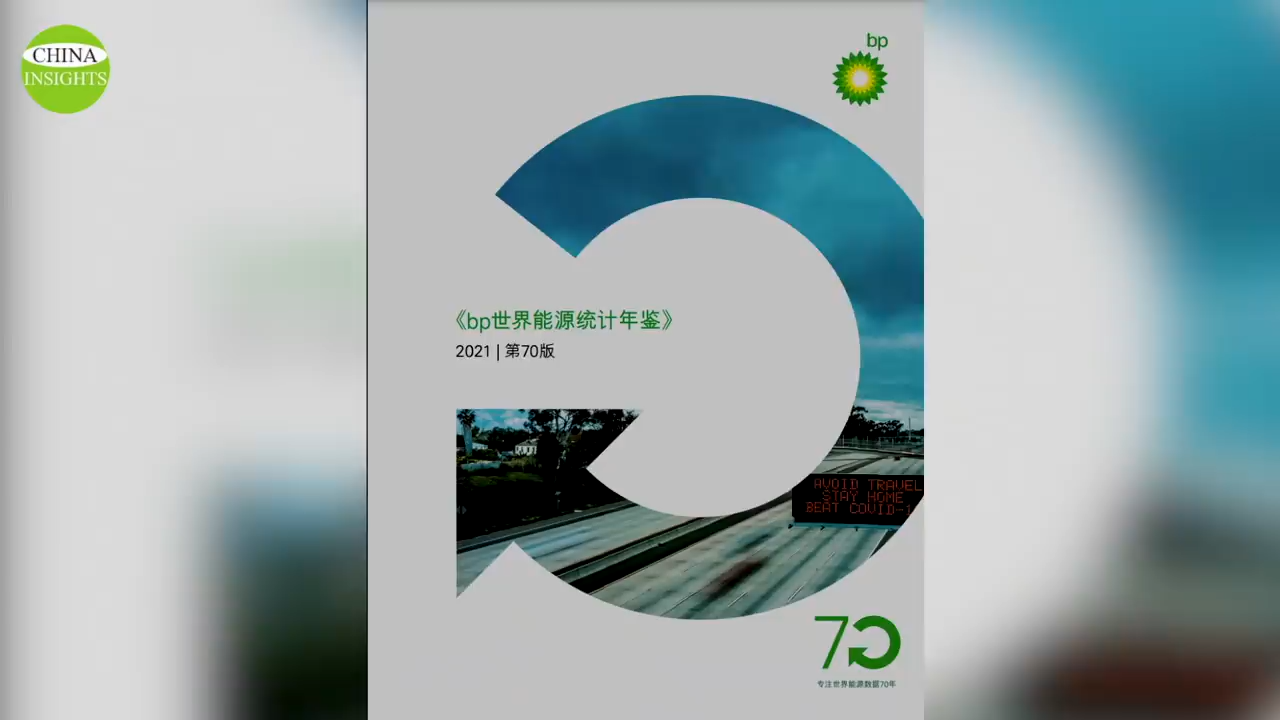 CHINA
INSIGHTS
bp
《bp世界能源统计年鉴》
2021 | 第70版
AVOID TRAVEL
STAY HOME
BEAT COVID-1
70
专注世界能源数据70年